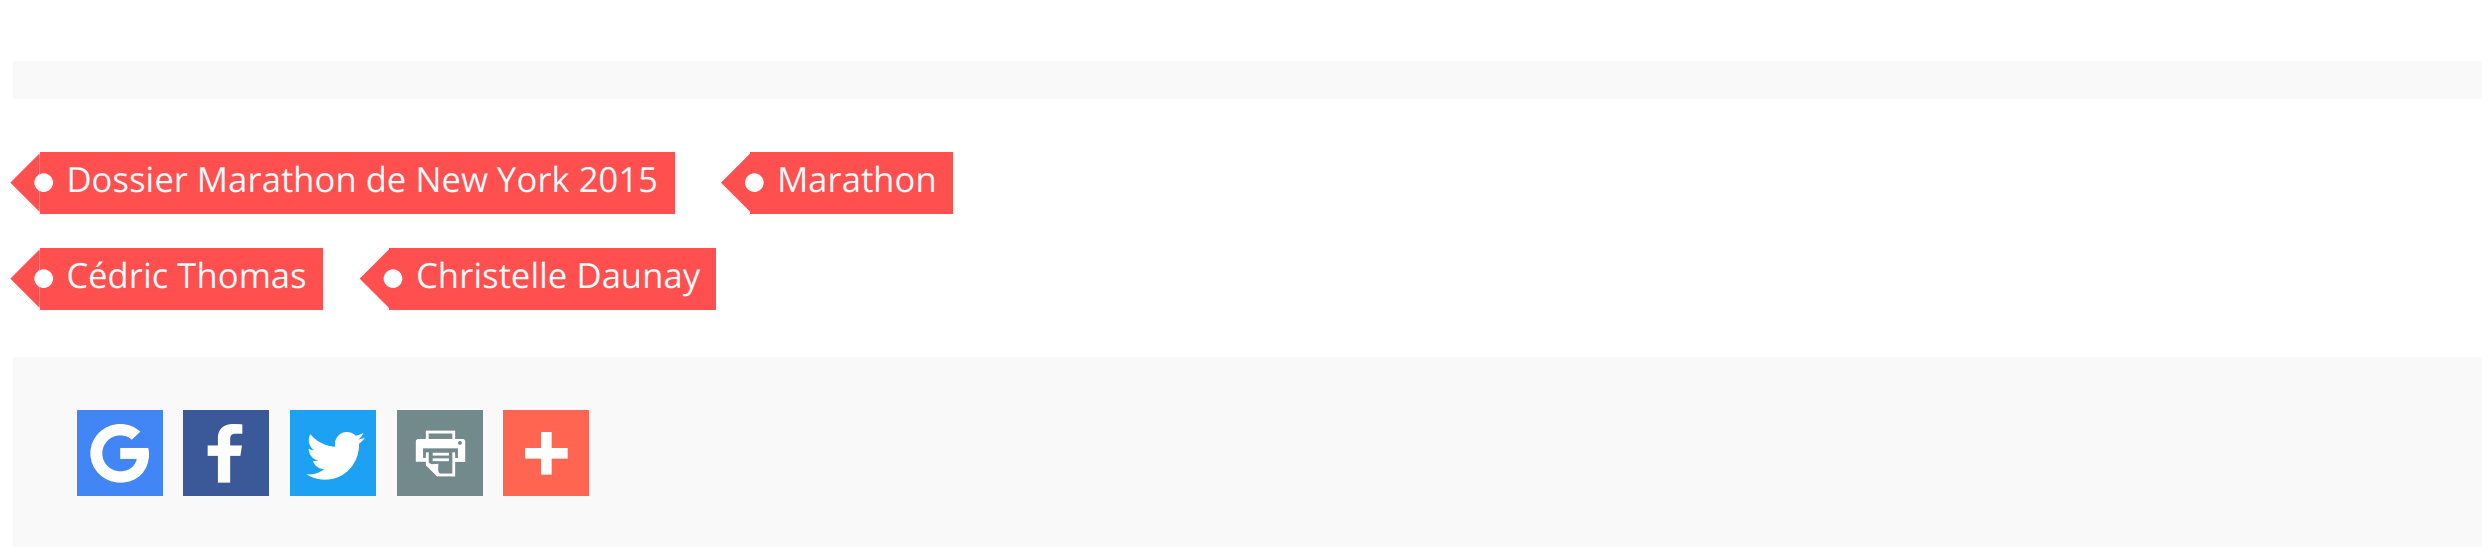 Dossier Marathon de New York 2015 Marathon
Cédric Thomas Christelle Daunay